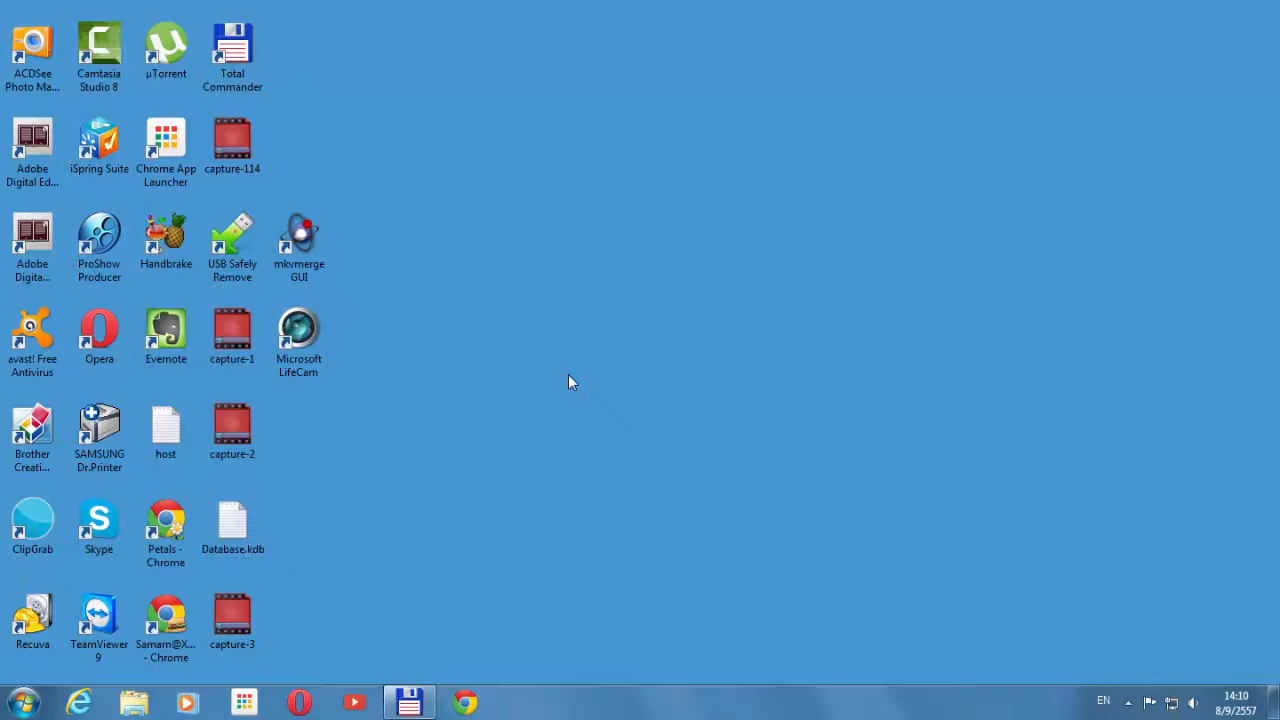 ACDSee
Photo Ma...
Camtasia
Studio 8
µTorrent
Total
Commander
Adobe
Digital Ed...
iSpring Suite
Chrome App
Launcher
capture-114
Adobe
Digita...
ProShow
Producer
Handbrake
USB Safely
Remove
mkvmerge
GUI
avast! Free
Antivirus
Opera
Evernote
capture-1
Microsoft
LifeCam
Brother
Creati...
SAMSUNG
Dr.Printer
host
capture-2
ClipGrab
Skype
Petals -
Chrome
Database.kdb
Recuva
TeamViewer
9
Samarn@X...
- Chrome
capture-3
EN
14:10
8/9/2557